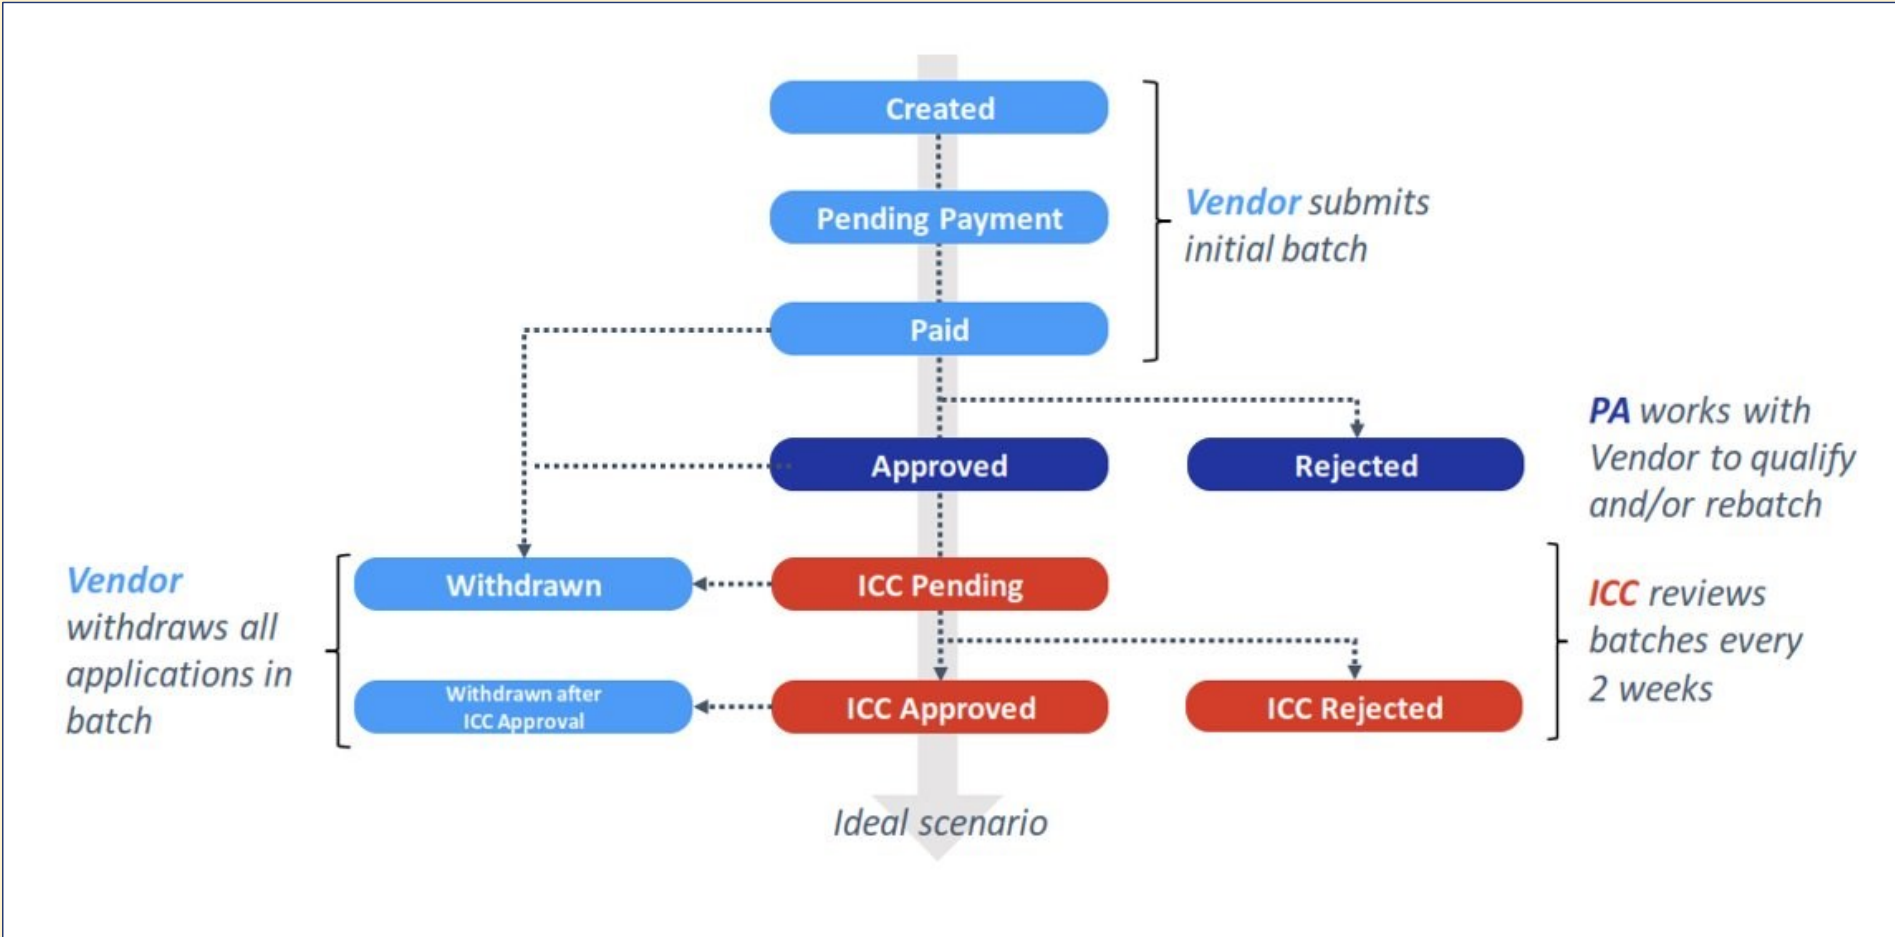 Created
Pending Payment
Vendor submits
initial batch
Paid
PA works with
Vendor to qualify
and/or rebatch
Approved
Rejected
Vendor
withdraws all
applications in
batch
Withdrawn
ICC Pending
ICC reviews
batches every
2 weeks
Withdrawn after
ICC Approval
ICC Approved
ICC Rejected
Ideal scenario